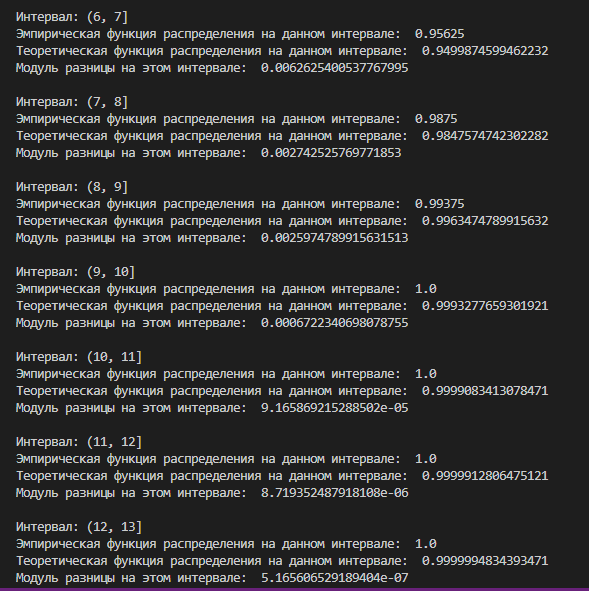 Интервал: (6, 7]
Эмпирическая функция распределения на данном интервале:  0.95625
Теоретическая функция распределения на данном интервале:  0.9499874599462232
Модуль разницы на этом интервале:  0.0062625400537767995
Интервал: (7, 8]
Эмпирическая функция распределения на данном интервале:  0.9875
Теоретическая функция распределения на данном интервале:  0.9847574742302282
Модуль разницы на этом интервале:  0.002742525769771853
Интервал: (8, 9]
Эмпирическая функция распределения на данном интервале:  0.99375
Теоретическая функция распределения на данном интервале:  0.9963474789915632
Модуль разницы на этом интервале:  0.0025974789915631513
Интервал: (9, 10]
Эмпирическая функция распределения на данном интервале:  1.0
Теоретическая функция распределения на данном интервале:  0.9993277659301921
Модуль разницы на этом интервале:  0.0006722340698078755
Интервал: (10, 11]
Эмпирическая функция распределения на данном интервале:  1.0
Теоретическая функция распределения на данном интервале:  0.9999083413078471
Модуль разницы на этом интервале:  9.165869215288502e-05
Интервал: (11, 12]
Эмпирическая функция распределения на данном интервале:  1.0
Теоретическая функция распределения на данном интервале:  0.9999912806475121
Модуль разницы на этом интервале:  8.719352487918108e-06
Интервал: (12, 13]
Эмпирическая функция распределения на данном интервале:  1.0
Теоретическая функция распределения на данном интервале:  0.9999994834393471
Модуль разницы на этом интервале:  5.165606529189404e-07